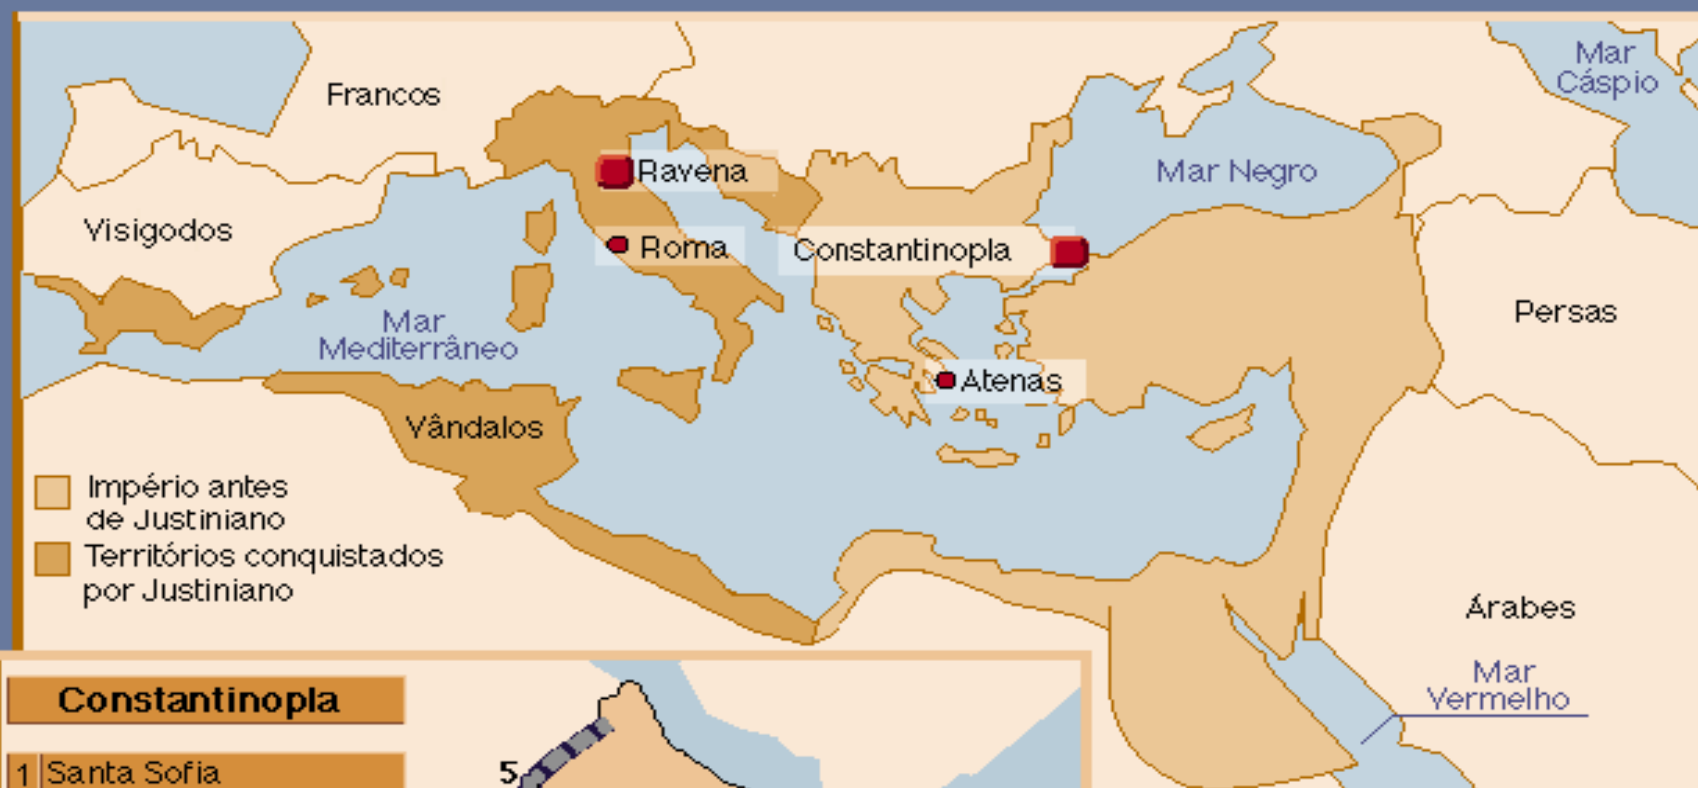 Mar
Cáspio
Francos
Ravena
Mar Negro
Visigodos
Roma
Constantinopla
Persas
Mar
Mediterrâneo
Atenas
Vândalos
Império antes
de Justiniano
Territórios conquistados
por Justiniano
Árabes
Mar
Vermelho
Constantinopla
5
1 Santa Sofia